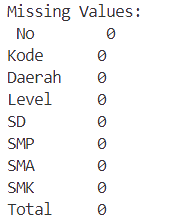 Missing Values:
No 0
Kode 0
Daerah 0
Level 0
SD 0
SMP 0
SMA 0
SMK 0
Total 0